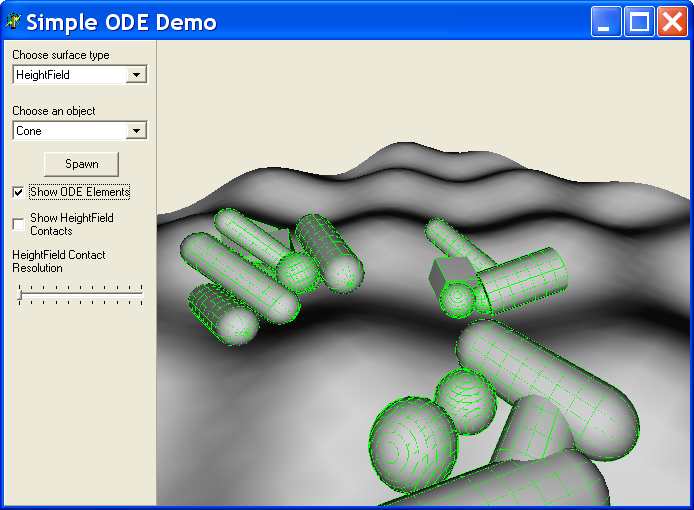 Simple ODE Demo
Choose surface type
HeightField
Choose an object
Cone
Spawn
Show ODE Elements
Show HeightField
Contacts
HeightField Contact
Resolution